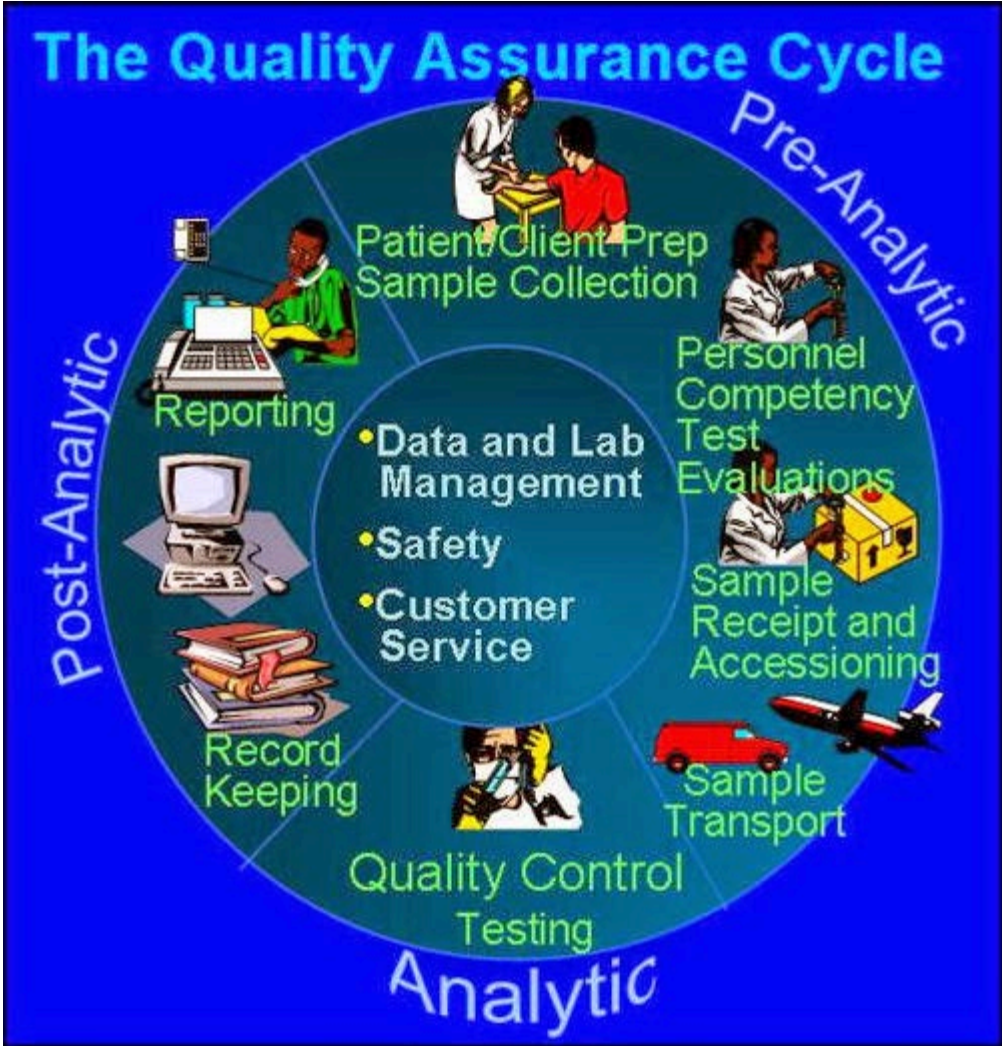 The Quality Assurance Cycle
Pre-Analytic
Patient/Client Prep
Sample Collection
Personnel
Competency
Test
Evaluations
Sample
Receipt and
Accessioning
Sample
Transport
Analytic
Quality Control
Testing
Post-Analytic
Reporting
Record
Keeping
•Data and Lab
Management
•Safety
•Customer
Service